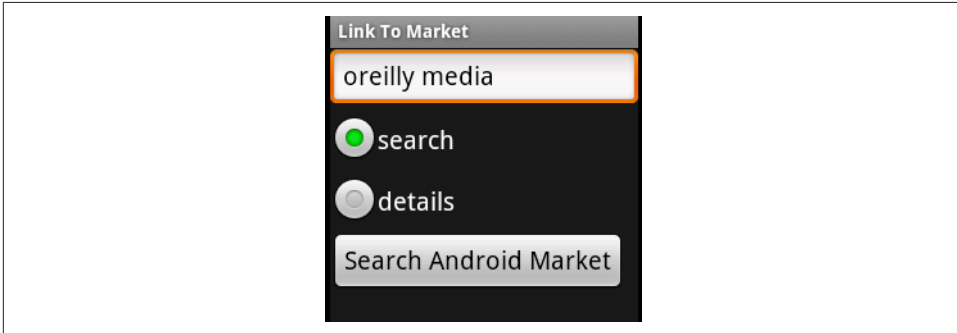 Link To Market
oreilly media
search
details
Search Android Market